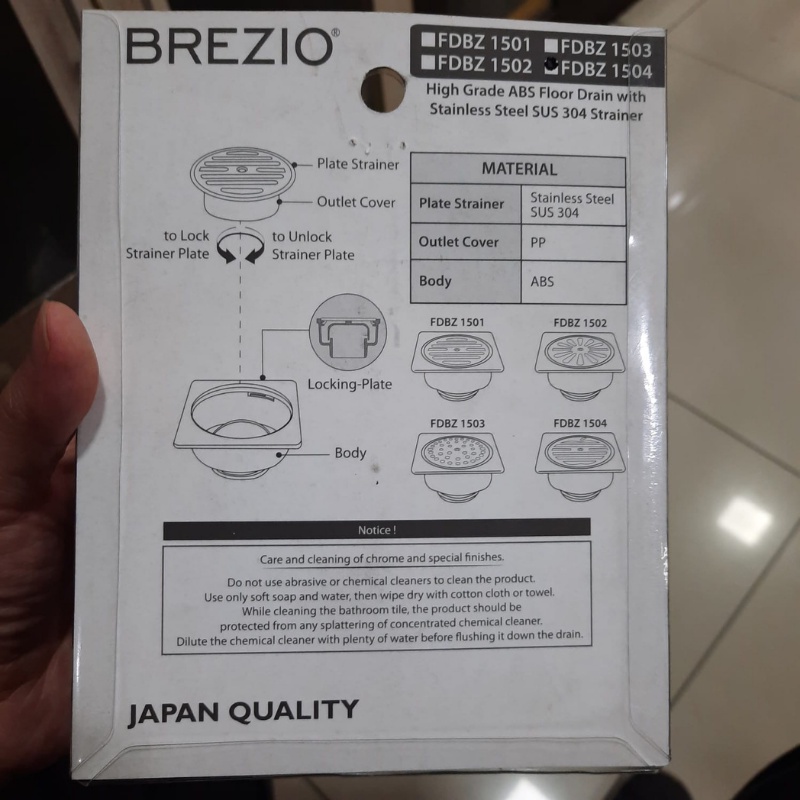 BREZIO®
FDBZ 1501 FDBZ 1503
FDBZ 1502 FDBZ 1504
High Grade ABS Floor Drain with
Stainless Steel SUS 304 Strainer
Plate Strainer
Outlet Cover
to Lock
Strainer Plate
to Unlock
Strainer Plate
Locking-Plate
Body
MATERIAL
Plate Strainer Stainless Steel
SUS 304
Outlet Cover PP
Body ABS
FDBZ 1501 FDBZ 1502
FDBZ 1503 FDBZ 1504
Notice !
Care and cleaning of chrome and special finishes.
Do not use abrasive or chemical cleaners to clean the product.
Use only soft soap and water, then wipe dry with cotton cloth or towel.
While cleaning the bathroom tile, the product should be
protected from any splattering of concentrated chemical cleaner.
Dilute the chemical cleaner with plenty of water before flushing it down the drain.
JAPAN QUALITY